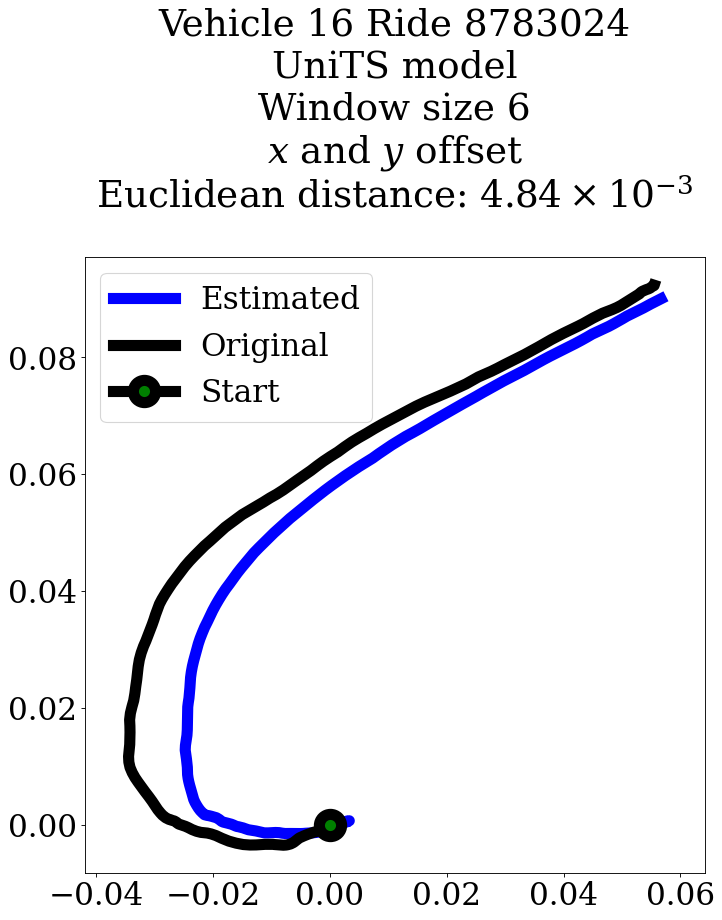 Vehicle 16 Ride 8783024
UniTS model
Window size 6
x and y offset
Euclidean distance: 4.84 × 10⁻³
Estimated
Original
Start
0.08
0.06
0.04
0.02
0.00
−0.04 −0.02 0.00 0.02 0.04 0.06